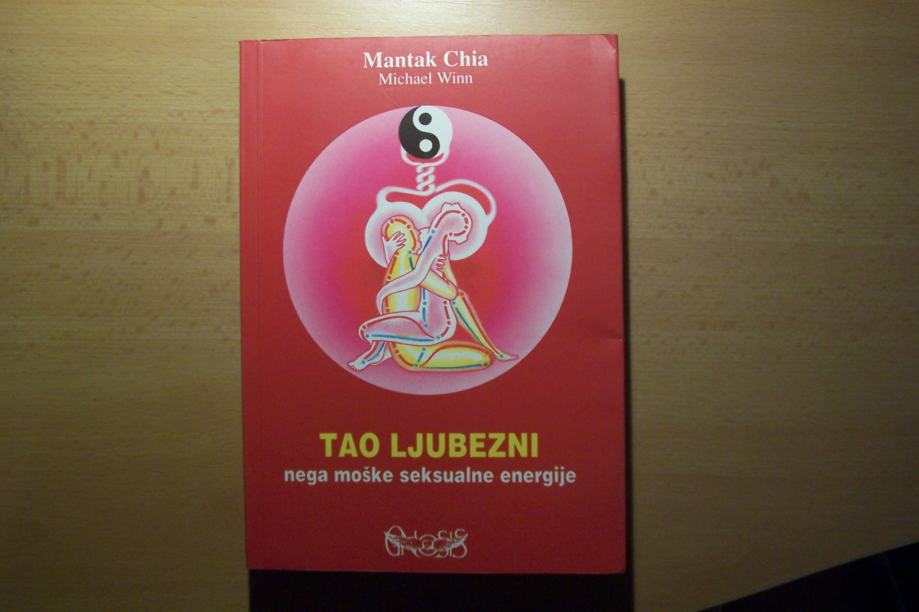 Mantak Chia
Michael Winn
TAO LJUBEZNI
nega moške seksualne energije